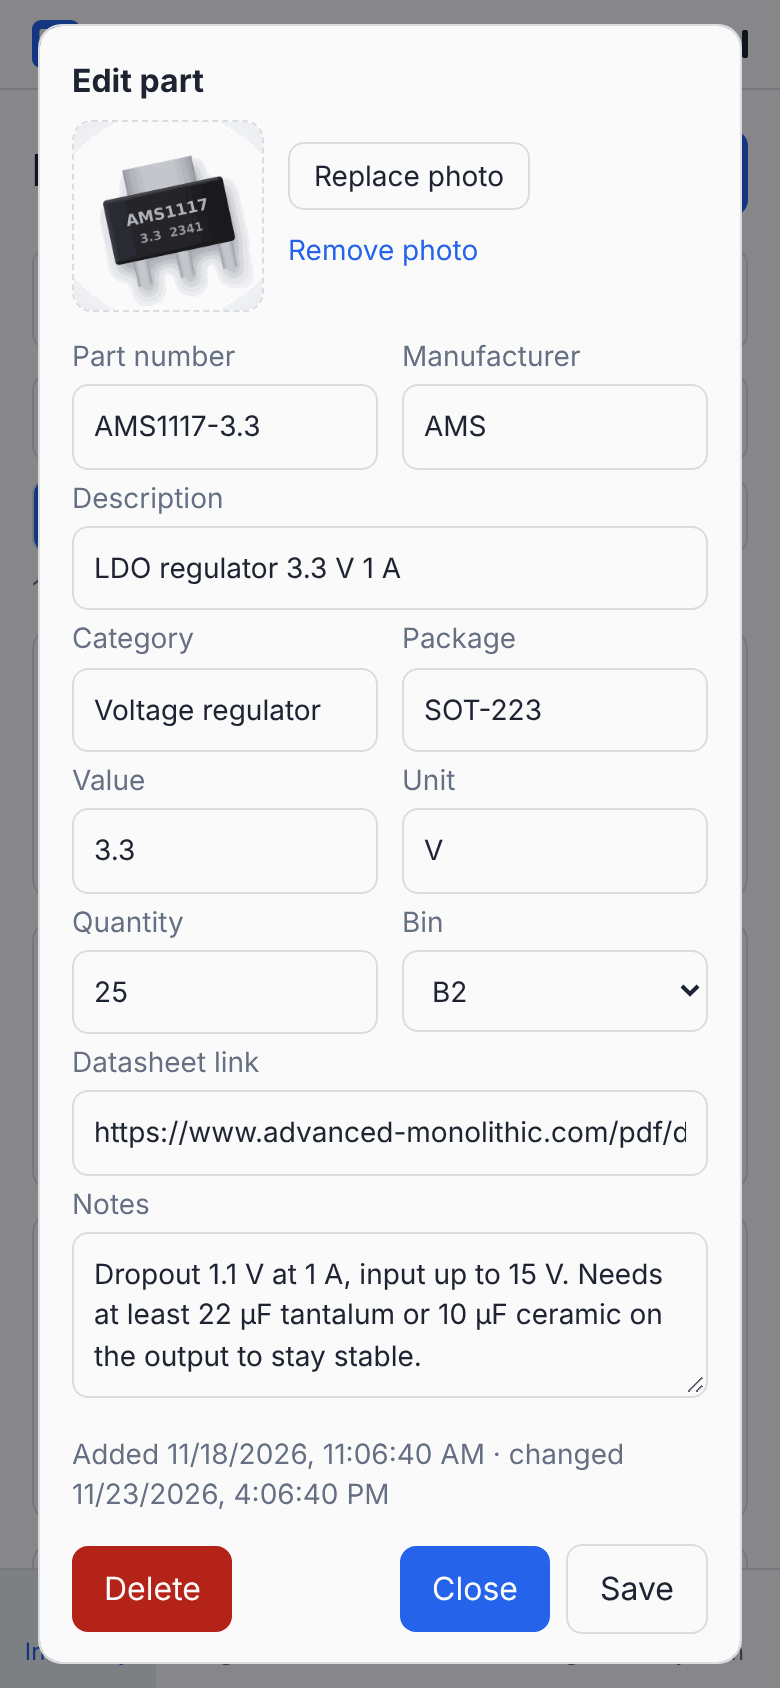 Edit part
AMS1117
3.3 2341
Replace photo
Remove photo
Part number
Manufacturer
AMS1117-3.3
AMS
Description
LDO regulator 3.3 V 1 A
Category
Package
Voltage regulator
SOT-223
Value
Unit
3.3
V
Quantity
Bin
25
B2
Datasheet link
https://www.advanced-monolithic.com/pdf/d
Notes
Dropout 1.1 V at 1 A, input up to 15 V. Needs
at least 22 µF tantalum or 10 µF ceramic on
the output to stay stable.
Added 11/18/2026, 11:06:40 AM · changed
11/23/2026, 4:06:40 PM
Delete
Close
Save